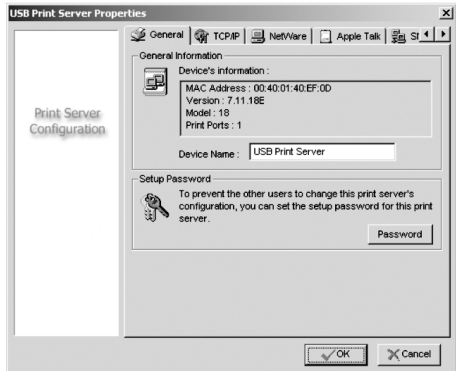 USB Print Server Properties
General
TCP/IP
NetWare
Apple Talk
General Information
Device's information :
MAC Address : 00:40:01:40:EF:0D
Version : 7.11.18E
Model : 18
Print Ports : 1
Device Name :
USB Print Server
Print Server
Configuration
Setup Password
To prevent the other users to change this print server's
configuration, you can set the setup password for this print
server.
Password
OK
Cancel